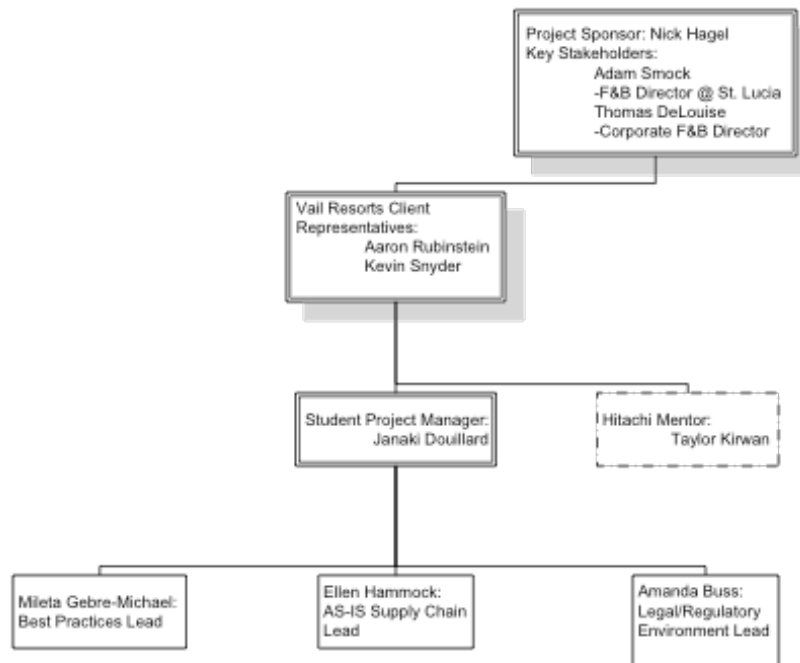 Project Sponsor: Nick Hagel
Key Stakeholders:
Adam Smock
-F&B Director @ St. Lucia
Thomas DeLouise
-Corporate F&B Director
Vail Resorts Client
Representatives:
Aaron Rubinstein
Kevin Snyder
Student Project Manager:
Janaki Douillard
Hitachi Mentor:
Taylor Kirwan
Mileta Gebre-Michael:
Best Practices Lead
Ellen Hammock:
AS-IS Supply Chain
Lead
Amanda Buss:
Legal/Regulatory
Environment Lead